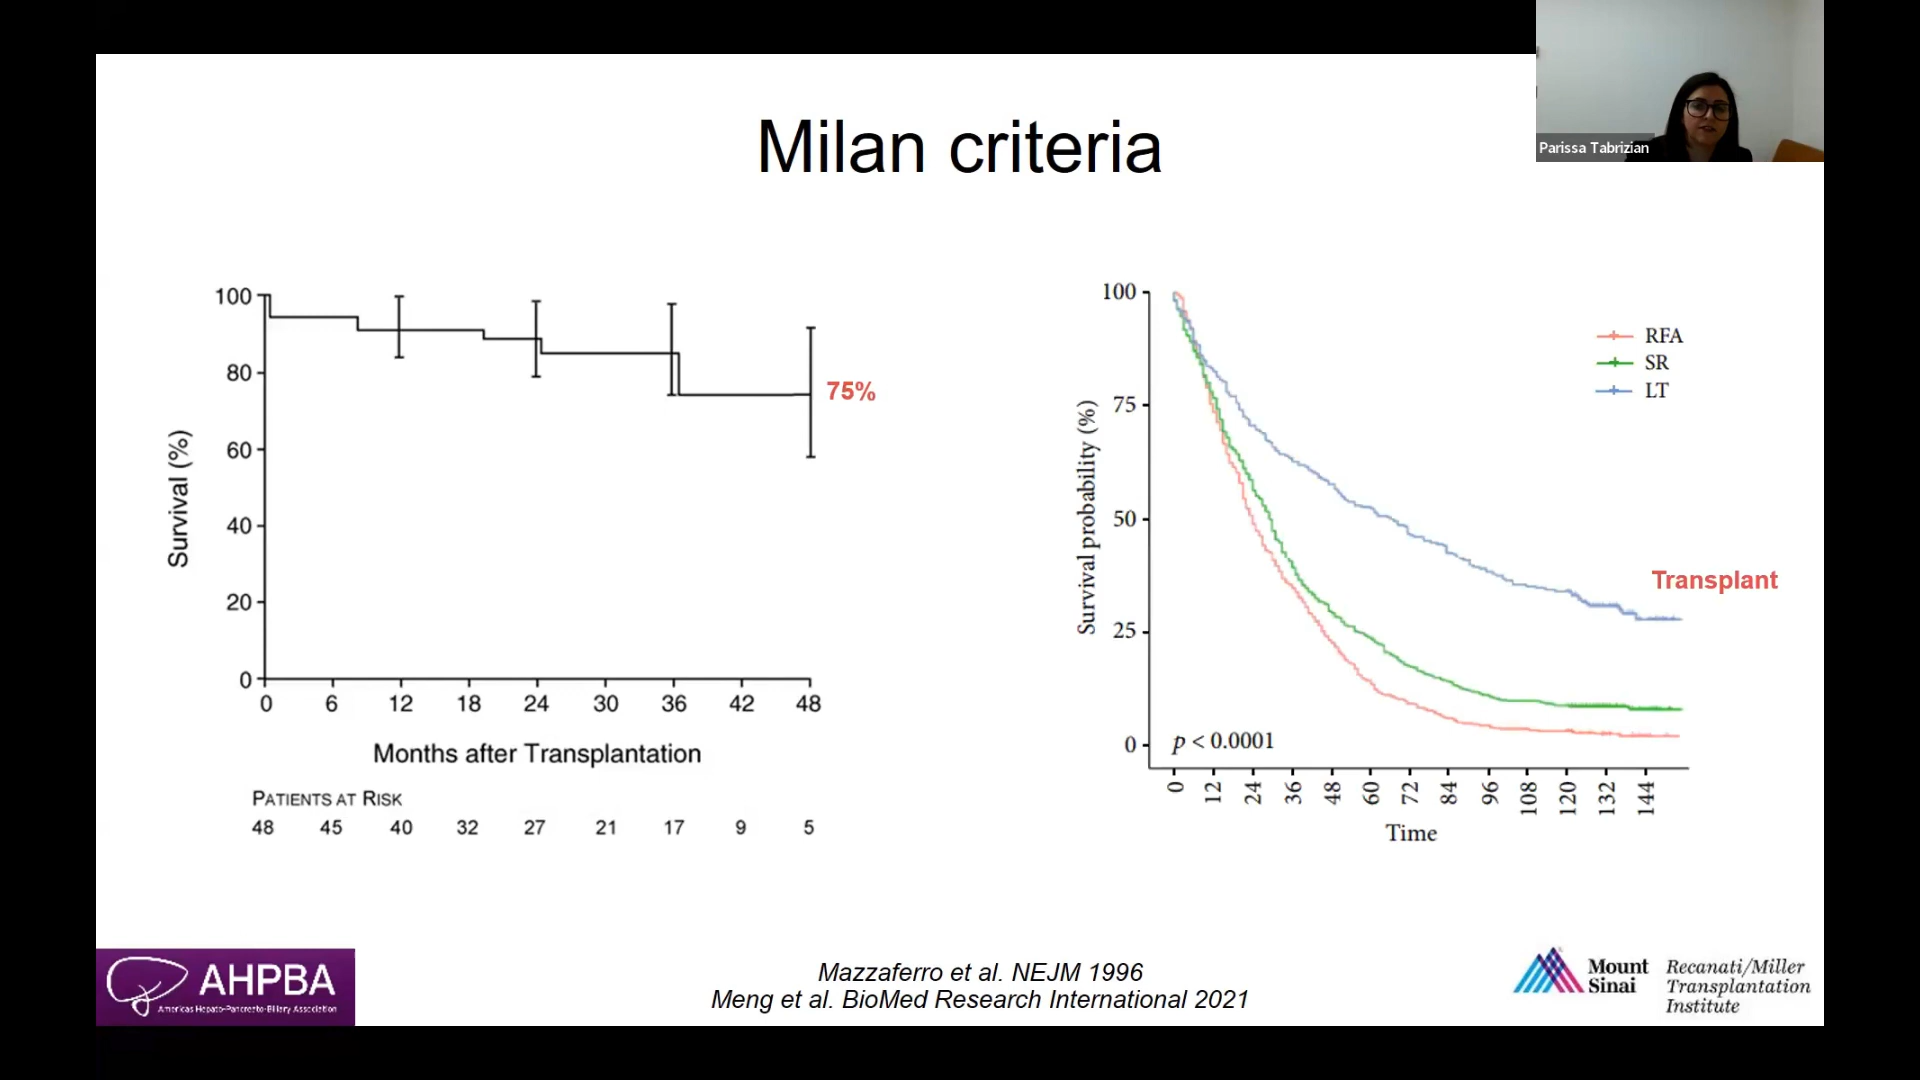 Parissa Tabrizian
Milan criteria
100
80
60
40
20
0
Survival (%)
75%
0 6 12 18 24 30 36 42 48
Months after Transplantation
PATIENTS AT RISK
48 45 40 32 27 21 17 9 5
100
75
50
25
0
Survival probability (%)
RFA
SR
LT
Transplant
p < 0.0001
0 12 24 36 48 60 72 84 96 108 120 132 144
Time
AHPBA
Americas Hepato-Pancreato-Biliary Association
Mazzaferro et al. NEJM 1996
Meng et al. BioMed Research International 2021
Mount
Sinai
Recanati/Miller
Transplantation
Institute